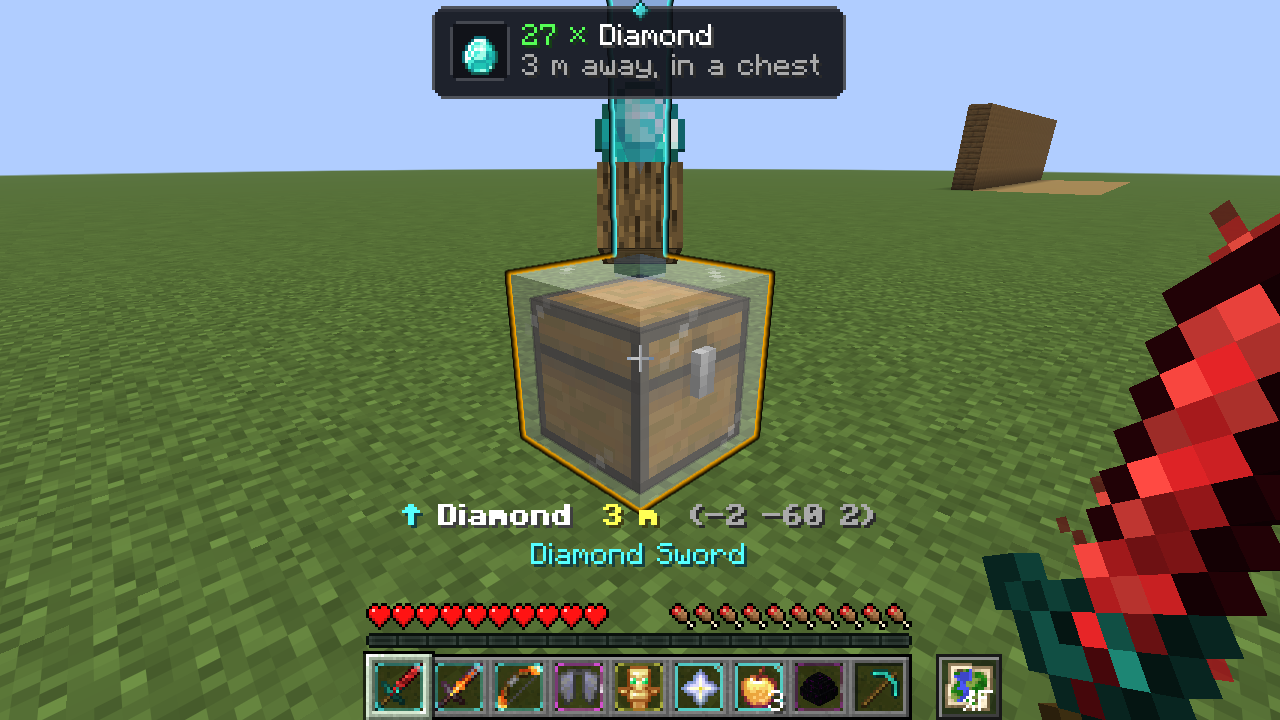 27 × Diamond
3 m away, in a chest
↑ Diamond 3 m (-2 -60 2)
Diamond Sword
3